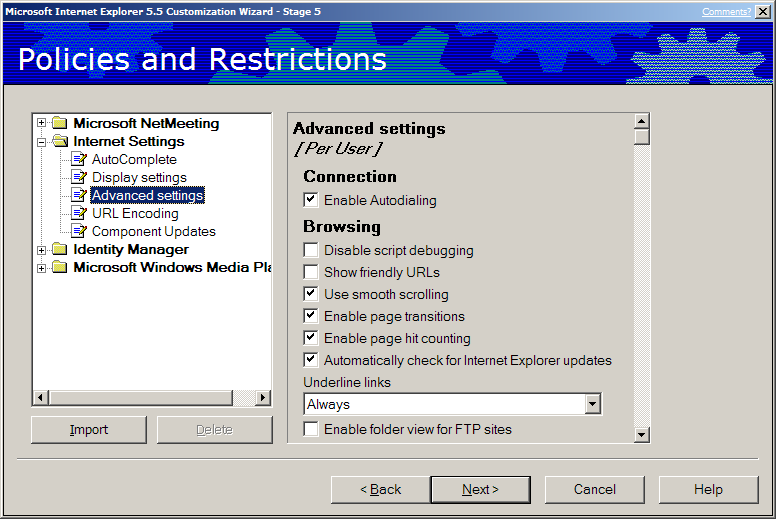 Microsoft Internet Explorer 5.5 Customization Wizard - Stage 5
Comments?
Policies and Restrictions
Microsoft NetMeeting
Internet Settings
AutoComplete
Display settings
Advanced settings
URL Encoding
Component Updates
Identity Manager
Microsoft Windows Media Pla
Import
Delete
Advanced settings
[ Per User ]
Connection
Enable Autodialing
Browsing
Disable script debugging
Show friendly URLs
Use smooth scrolling
Enable page transitions
Enable page hit counting
Automatically check for Internet Explorer updates
Underline links
Always
Enable folder view for FTP sites
< Back
Next >
Cancel
Help